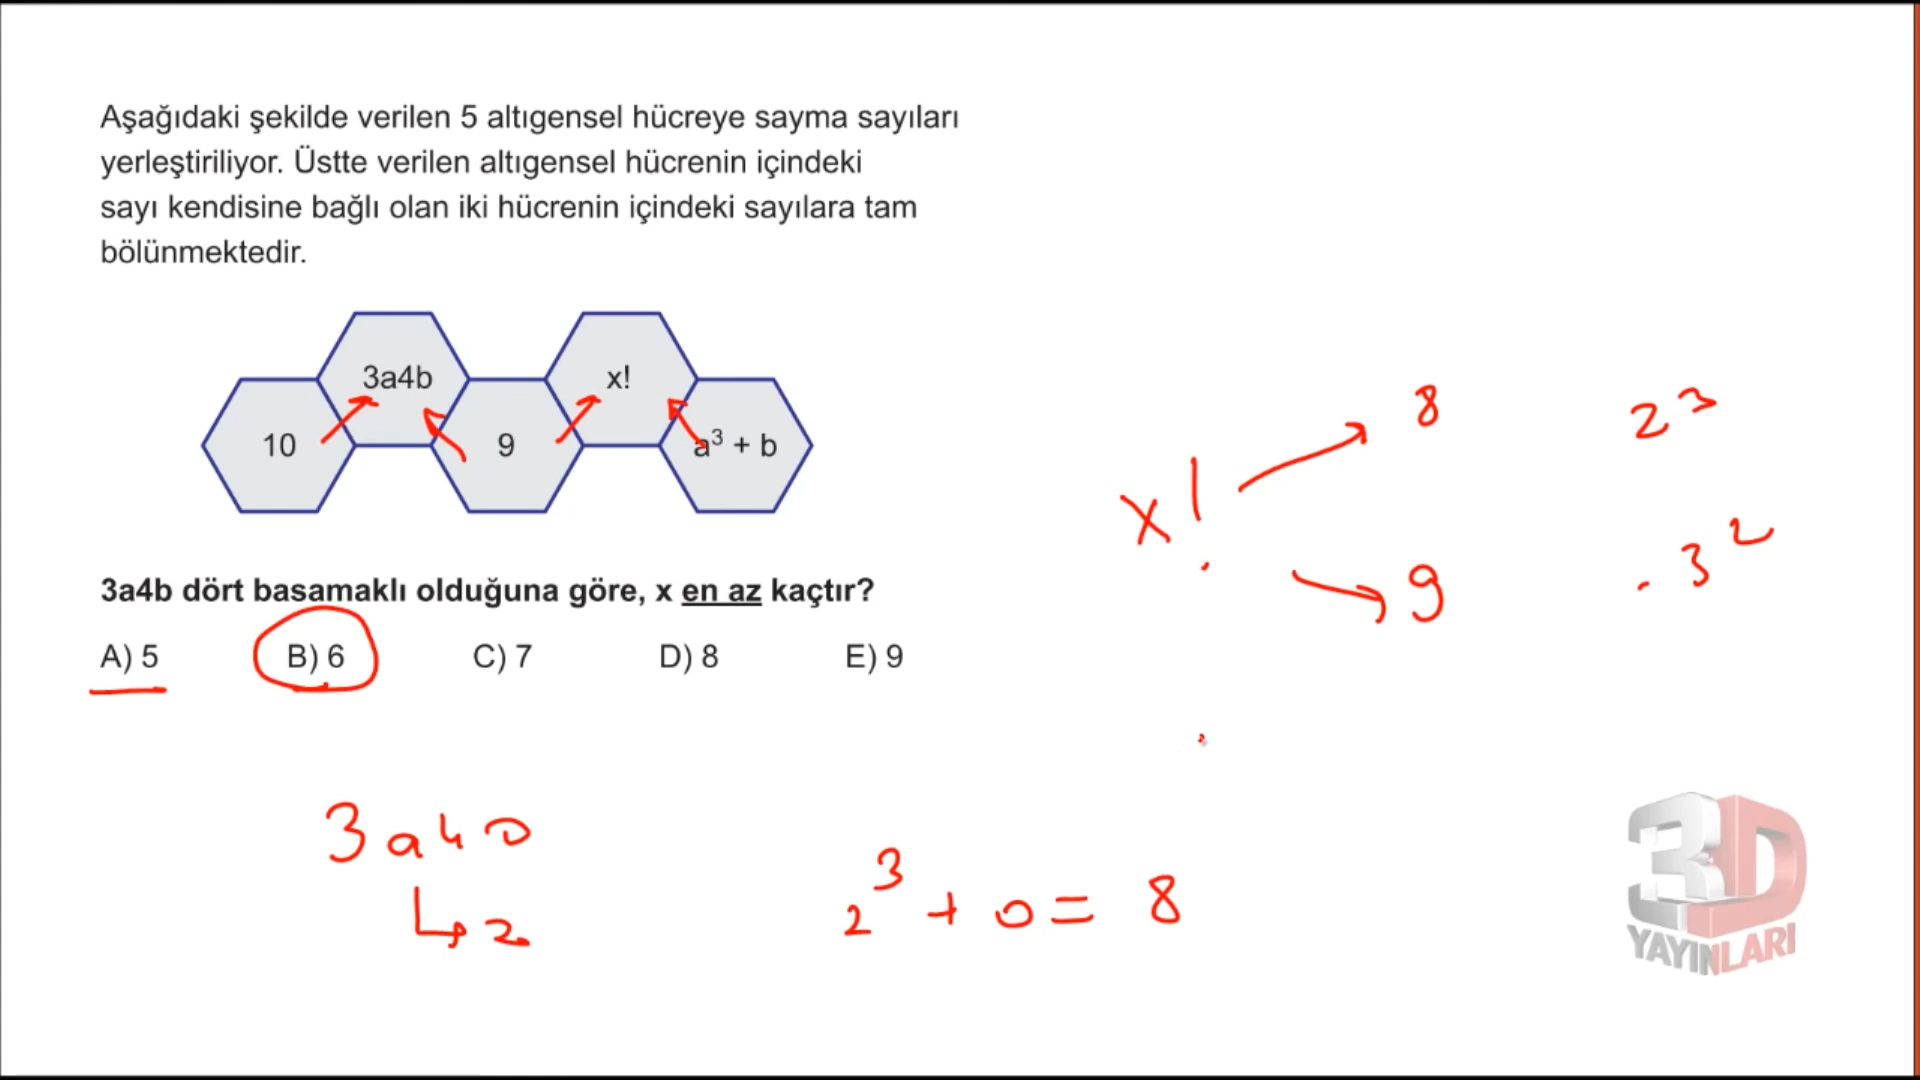 Aşağıdaki şekilde verilen 5 altıgensel hücreye sayma sayıları
yerleştiriliyor. Üstte verilen altıgensel hücrenin içindeki
sayı kendisine bağlı olan iki hücrenin içindeki sayılara tam
bölünmektedir.
3a4b
x!
10
9
a³ + b
3a4b dört basamaklı olduğuna göre, x en az kaçtır?
A) 5
B) 6
C) 7
D) 8
E) 9
x!
8
9
2³
. 3²
3a40
2
2³ + 0 = 8
3D
YAYINLARI